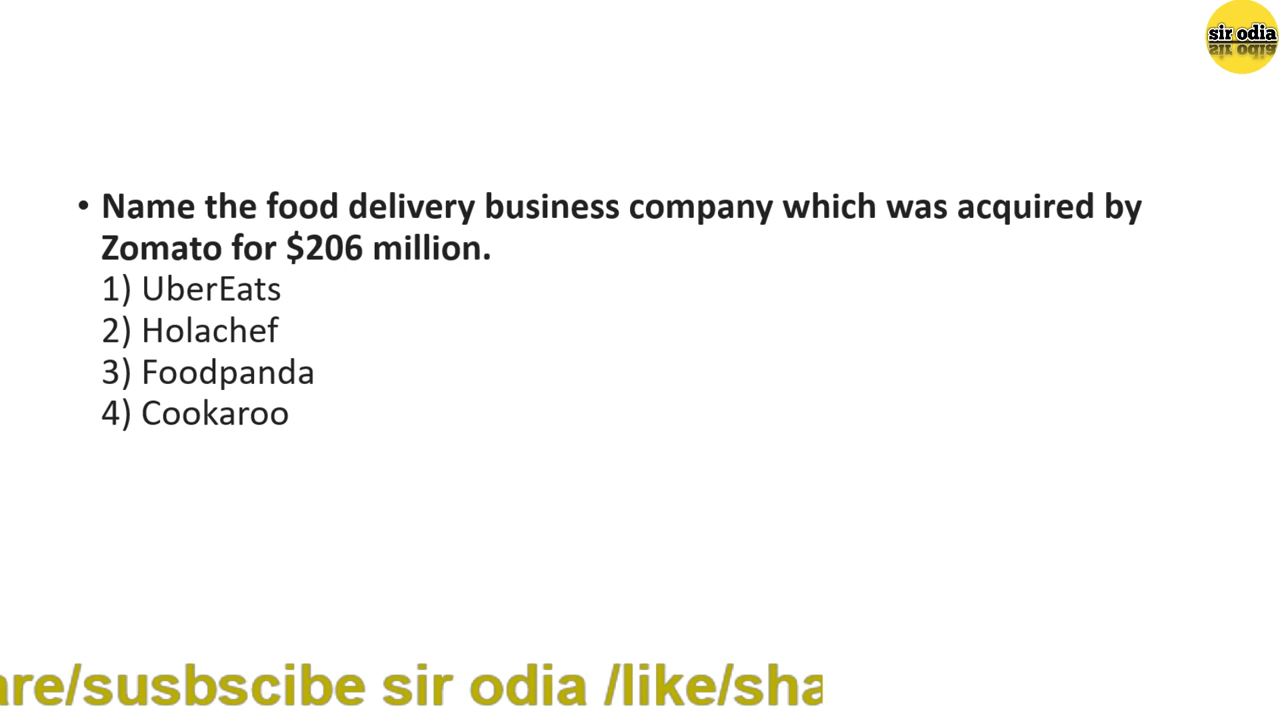 sir odia
• Name the food delivery business company which was acquired by
Zomato for $206 million.
1) UberEats
2) Holachef
3) Foodpanda
4) Cookaroo
are/susbscibe sir odia /like/sha